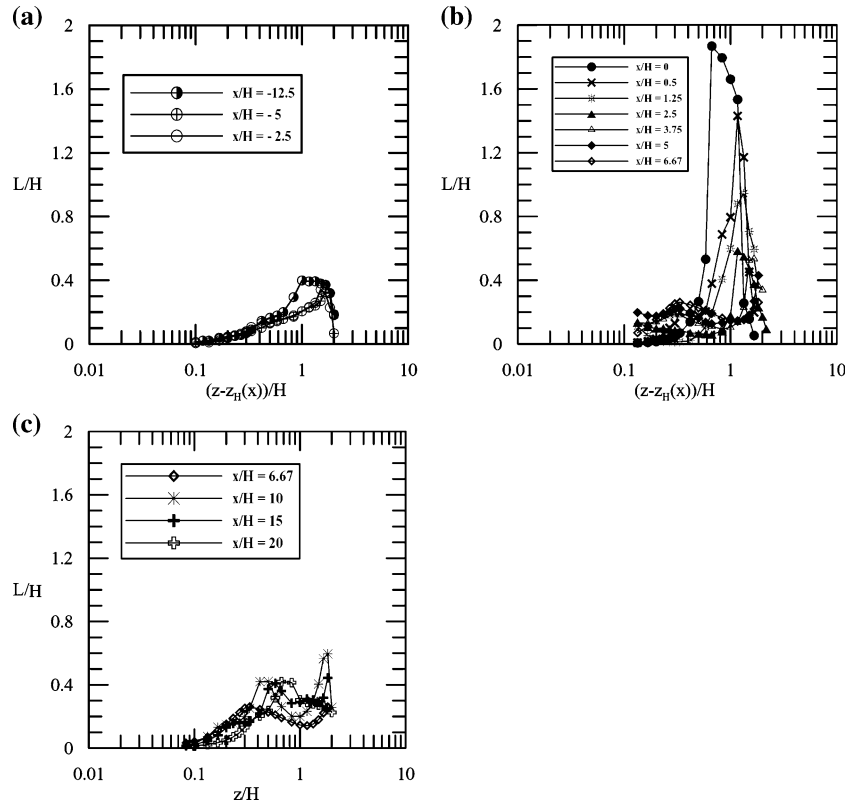 (a)
2
1.6
1.2
L/H
0.8
0.4
0
0.01 0.1 1 10
(z-zH(x))/H
x/H = -12.5
x/H = - 5
x/H = - 2.5
(b)
2
1.6
1.2
L/H
0.8
0.4
0
0.01 0.1 1 10
(z-zH(x))/H
x/H = 0
x/H = 0.5
x/H = 1.25
x/H = 2.5
x/H = 3.75
x/H = 5
x/H = 6.67
(c)
2
1.6
1.2
L/H
0.8
0.4
0
0.01 0.1 1 10
z/H
x/H = 6.67
x/H = 10
x/H = 15
x/H = 20